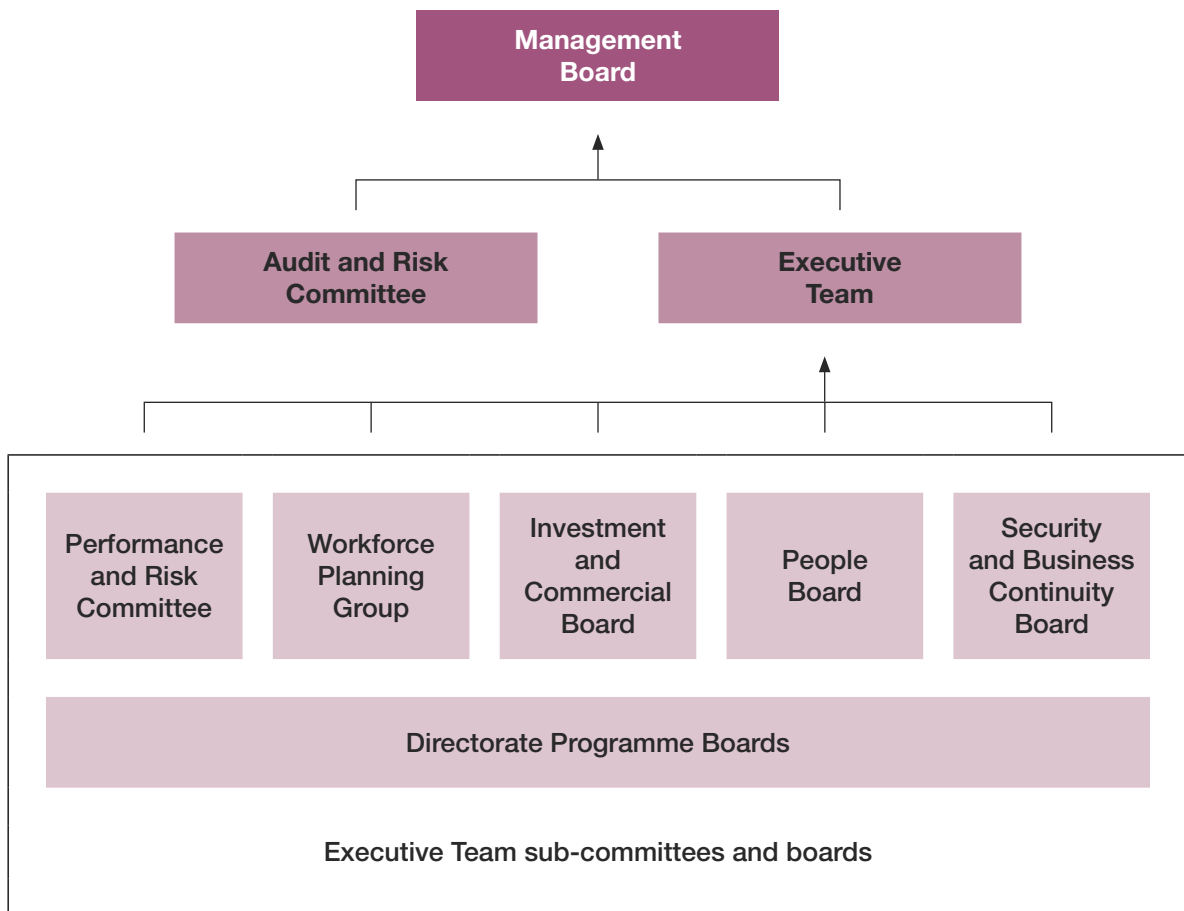 Management
Board
Audit and Risk
Committee
Executive
Team
Performance
and Risk
Committee
Workforce
Planning
Group
Investment
and
Commercial
Board
People
Board
Security
and Business
Continuity
Board
Directorate Programme Boards
Executive Team sub-committees and boards